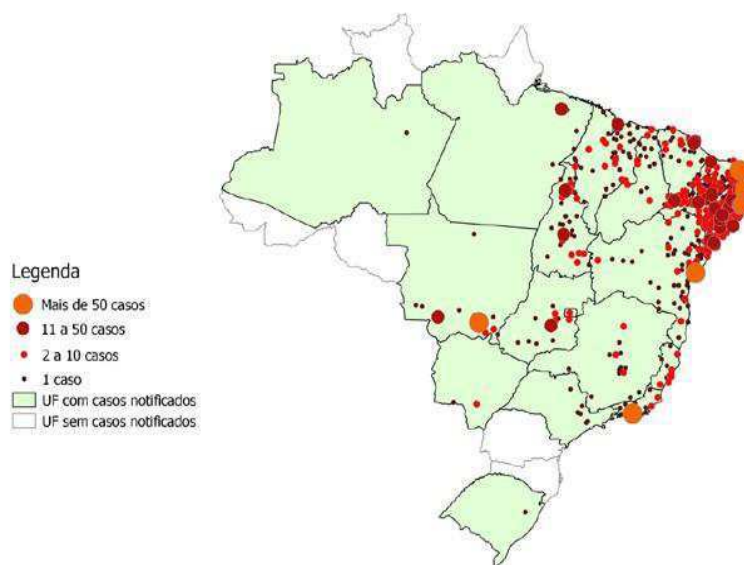 Legenda
Mais de 50 casos
11 a 50 casos
2 a 10 casos
1 caso
UF com casos notificados
UF sem casos notificados